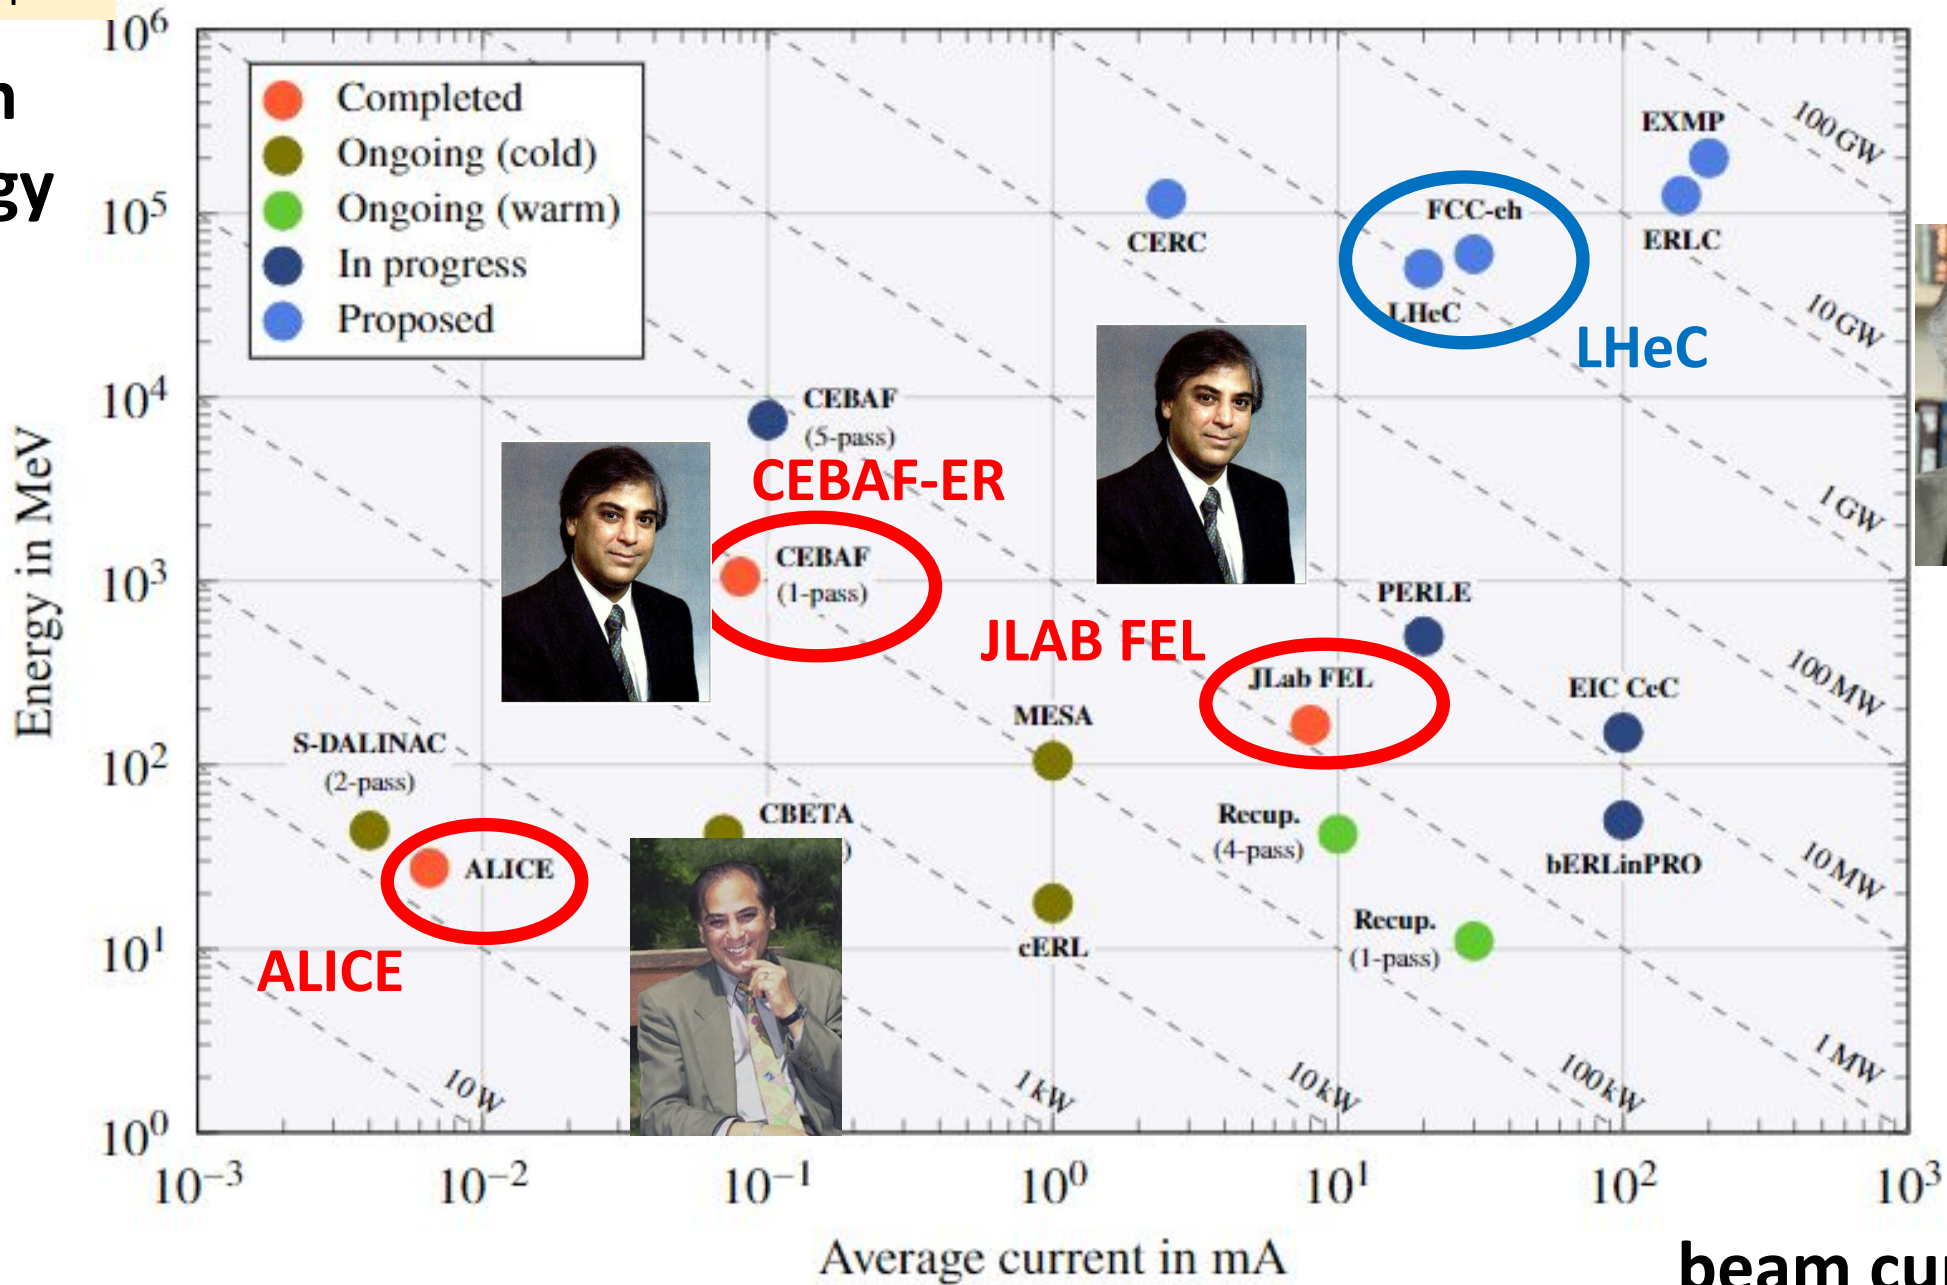 10⁶
gy
Completed
Ongoing (cold)
Ongoing (warm)
In progress
Proposed
100 GW
EXMP
10⁵
CERC
FCC-eh
ERLC
LHeC
10 GW
LHeC
10⁴
CEBAF
(5-pass)
CEBAF-ER
1 GW
Energy in MeV
10³
CEBAF
(1-pass)
PERLE
JLAB FEL
JLab FEL
100 MW
EIC CeC
MESA
S-DALINAC
(2-pass)
10²
CBETA
)
Recup.
(4-pass)
ALICE
bERLinPRO
10 MW
Recup.
(1-pass)
10¹
cERL
ALICE
10 W
1 kW
10 kW
100 kW
1 MW
10⁰
10⁻³ 10⁻² 10⁻¹ 10⁰ 10¹ 10² 10³
Average current in mA
beam cu